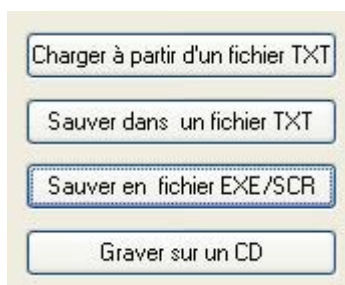 Charger à partir d'un fichier TXT
Sauver dans un fichier TXT
Sauver en fichier EXE/SCR
Graver sur un CD